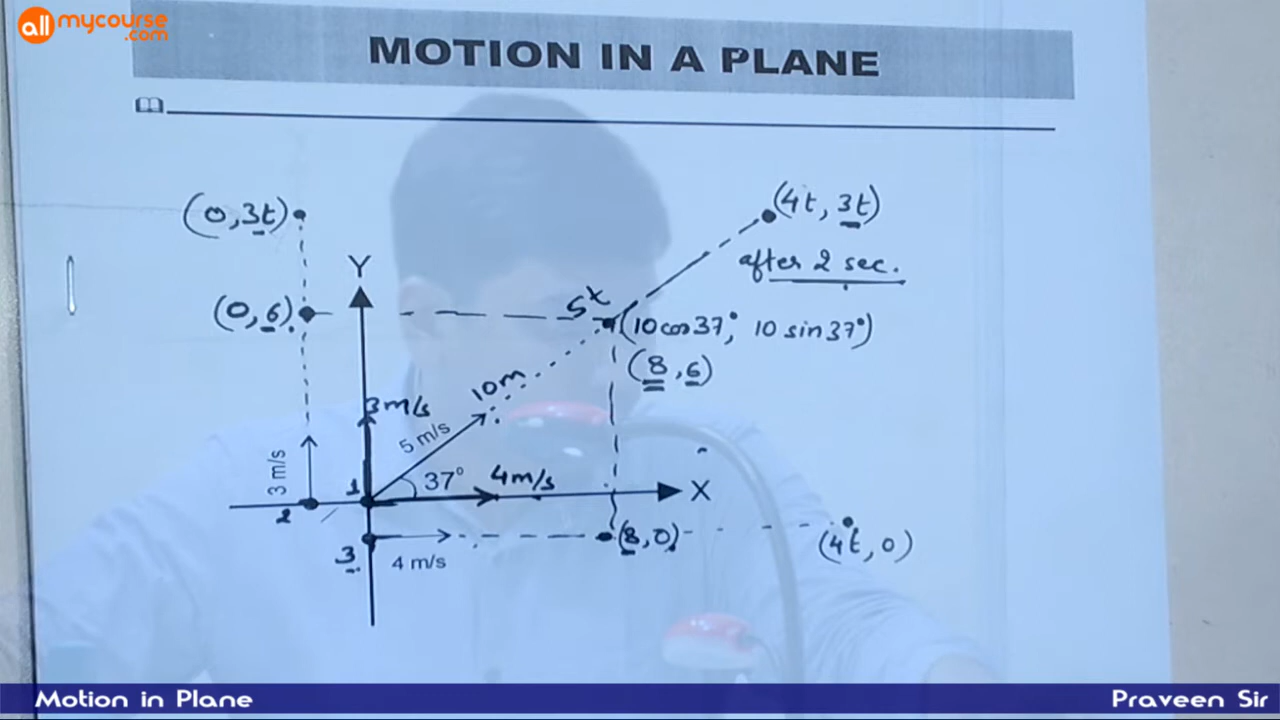 all mycourse .com
MOTION IN A PLANE
(0,3t)
(4t, 3t)
after 2 sec.
Y
(0,6)
5t
(10cos37°, 10 sin37°)
(8,6)
10m
3m/s
5 m/s
3 m/s
37°
4m/s
X
1
2
3
4 m/s
(8,0)
(4t, 0)
Motion in Plane
Praveen Sir